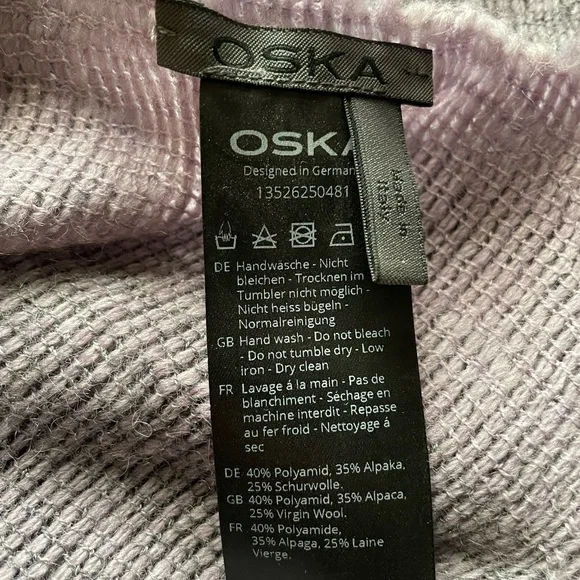 OSKA
OSKA
Designed in German
13526250481
DE Handwäsche - Nicht
bleichen - Trocknen im
Tumbler nicht möglich -
Nicht heiss bügeln -
Normalreinigung
GB Hand wash - Do not bleach
- Do not tumble dry - Low
iron - Dry clean
FR Lavage á la main - Pas de
blanchiment - Séchage en
machine interdit - Repasse
au fer froid - Nettoyage á
sec
DE 40% Polyamid, 35% Alpaka,
25% Schurwolle.
GB 40% Polyamid, 35% Alpaca,
25% Virgin Wool.
FR 40% Polyamide,
35% Alpaga, 25% Laine
Vierge.
MADE IN